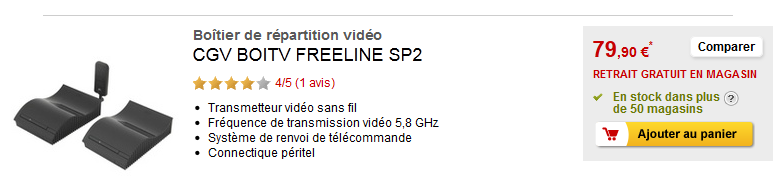 Boîtier de répartition vidéo
CGV BOITV FREELINE SP2
4/5 (1 avis)
• Transmetteur vidéo sans fil
• Fréquence de transmission vidéo 5,8 GHz
• Système de renvoi de télécommande
• Connectique péritel
79,90 €*
Comparer
RETRAIT GRATUIT EN MAGASIN
En stock dans plus ?
de 50 magasins
Ajouter au panier